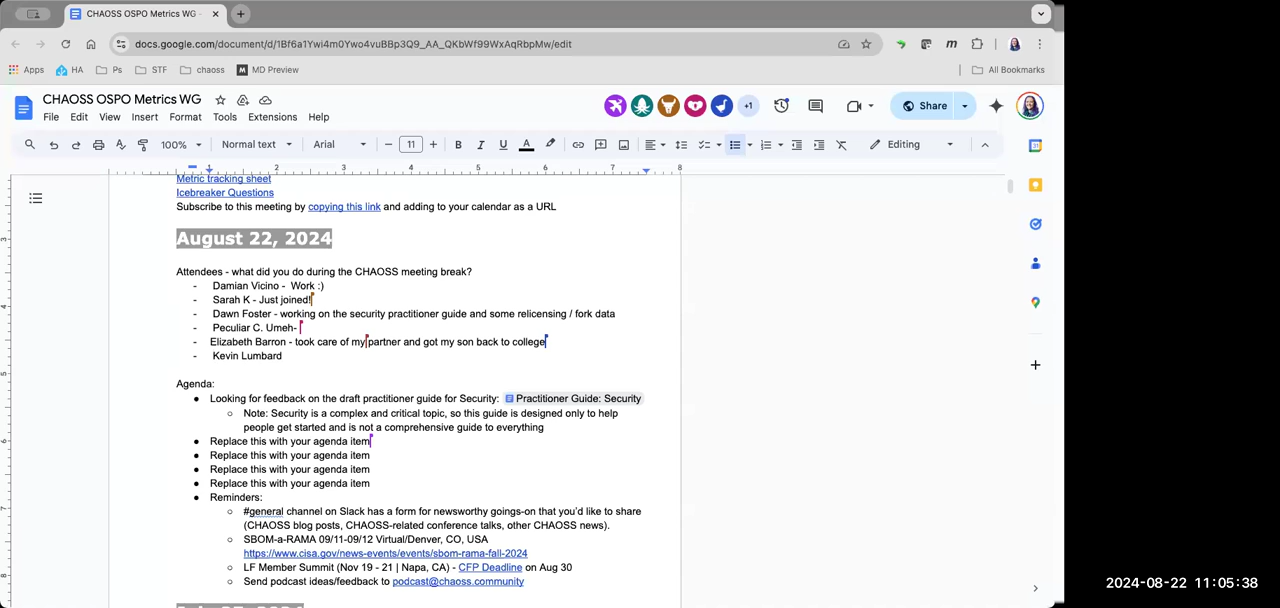 CHAOSS OSPO Metrics WG -
docs.google.com/document/d/1Bf6a1Ywi4m0Ywo4vuBBp3Q9_AA_QKbWf99WxAqRbpMw/edit
Apps HA Ps STF chaoss MD Preview All Bookmarks
CHAOSS OSPO Metrics WG
+1
Share
File Edit View Insert Format Tools Extensions Help
100% Normal text Arial 11 Editing
1 2 3 4 5 6 7 8
Metric tracking sheet
Icebreaker Questions
Subscribe to this meeting by copying this link and adding to your calendar as a URL
August 22, 2024
Attendees - what did you do during the CHAOSS meeting break?
- Damian Vicino - Work :)
- Sarah K - Just joined!
- Dawn Foster - working on the security practitioner guide and some relicensing / fork data
- Peculiar C. Umeh-
- Elizabeth Barron - took care of my partner and got my son back to college
- Kevin Lumbard
Agenda:
● Looking for feedback on the draft practitioner guide for Security: Practitioner Guide: Security
○ Note: Security is a complex and critical topic, so this guide is designed only to help
people get started and is not a comprehensive guide to everything
● Replace this with your agenda item
● Replace this with your agenda item
● Replace this with your agenda item
● Replace this with your agenda item
● Reminders:
○ #general channel on Slack has a form for newsworthy goings-on that you'd like to share
(CHAOSS blog posts, CHAOSS-related conference talks, other CHAOSS news).
○ SBOM-a-RAMA 09/11-09/12 Virtual/Denver, CO, USA
https://www.cisa.gov/news-events/events/sbom-rama-fall-2024
○ LF Member Summit (Nov 19 - 21 | Napa, CA) - CFP Deadline on Aug 30
○ Send podcast ideas/feedback to podcast@chaoss.community
2024-08-22 11:05:38